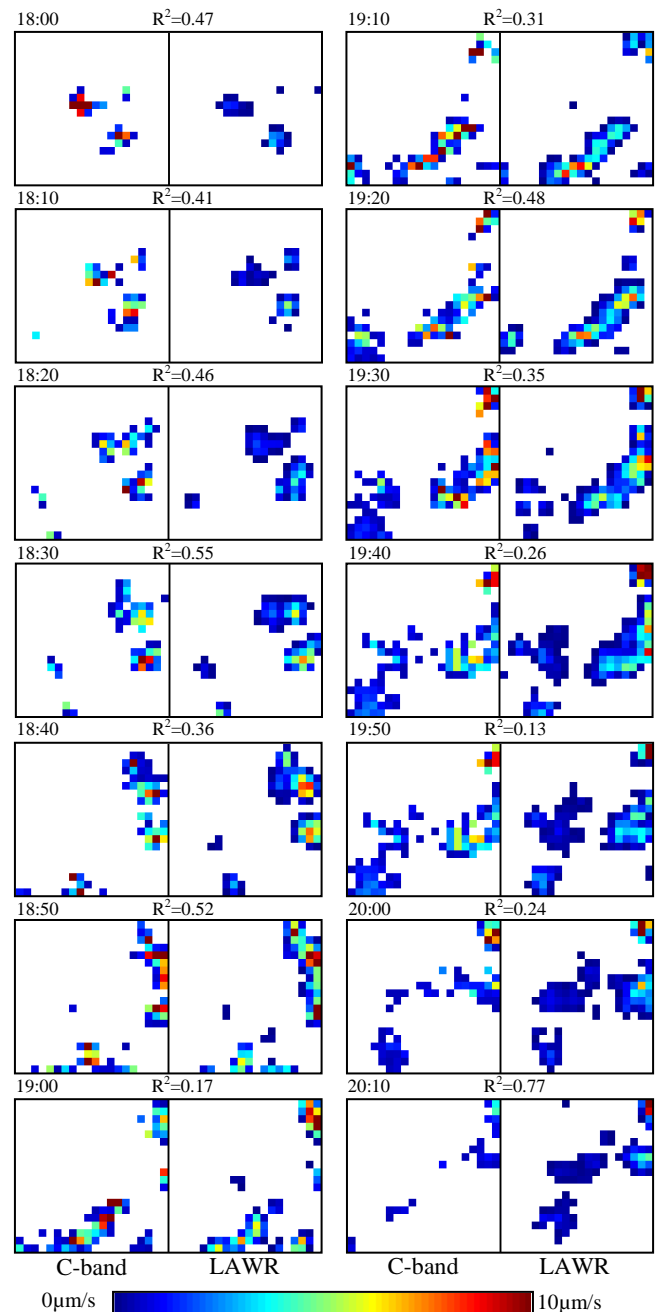 18:00 R²=0.47
18:10 R²=0.41
18:20 R²=0.46
18:30 R²=0.55
18:40 R²=0.36
18:50 R²=0.52
19:00 R²=0.17
C-band LAWR
19:10 R²=0.31
19:20 R²=0.48
19:30 R²=0.35
19:40 R²=0.26
19:50 R²=0.13
20:00 R²=0.24
20:10 R²=0.77
C-band LAWR
0μm/s 10μm/s